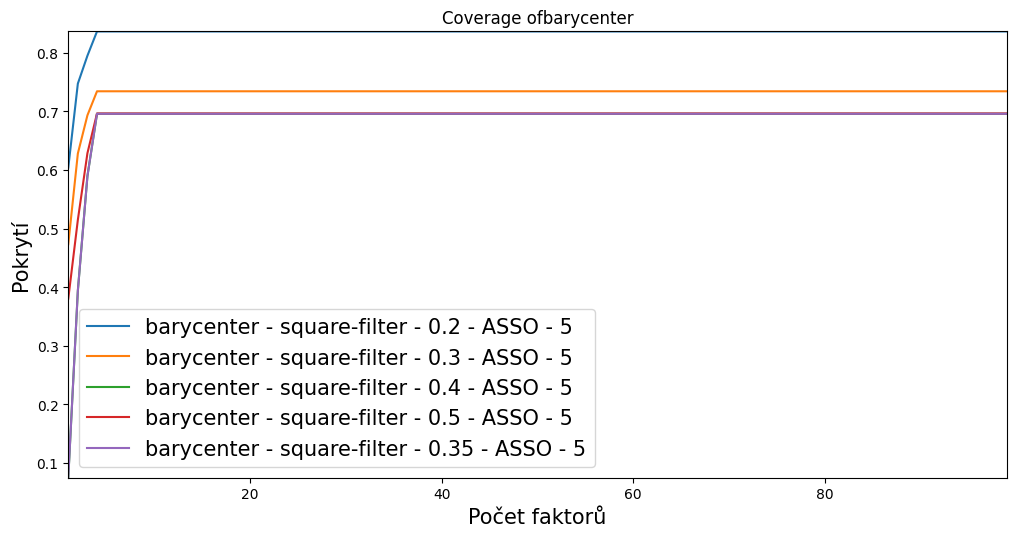 Coverage ofbarycenter
0.8
0.7
0.6
0.5
0.4
0.3
0.2
0.1
Pokrytí
barycenter - square-filter - 0.2 - ASSO - 5
barycenter - square-filter - 0.3 - ASSO - 5
barycenter - square-filter - 0.4 - ASSO - 5
barycenter - square-filter - 0.5 - ASSO - 5
barycenter - square-filter - 0.35 - ASSO - 5
20 40 60 80
Počet faktorů